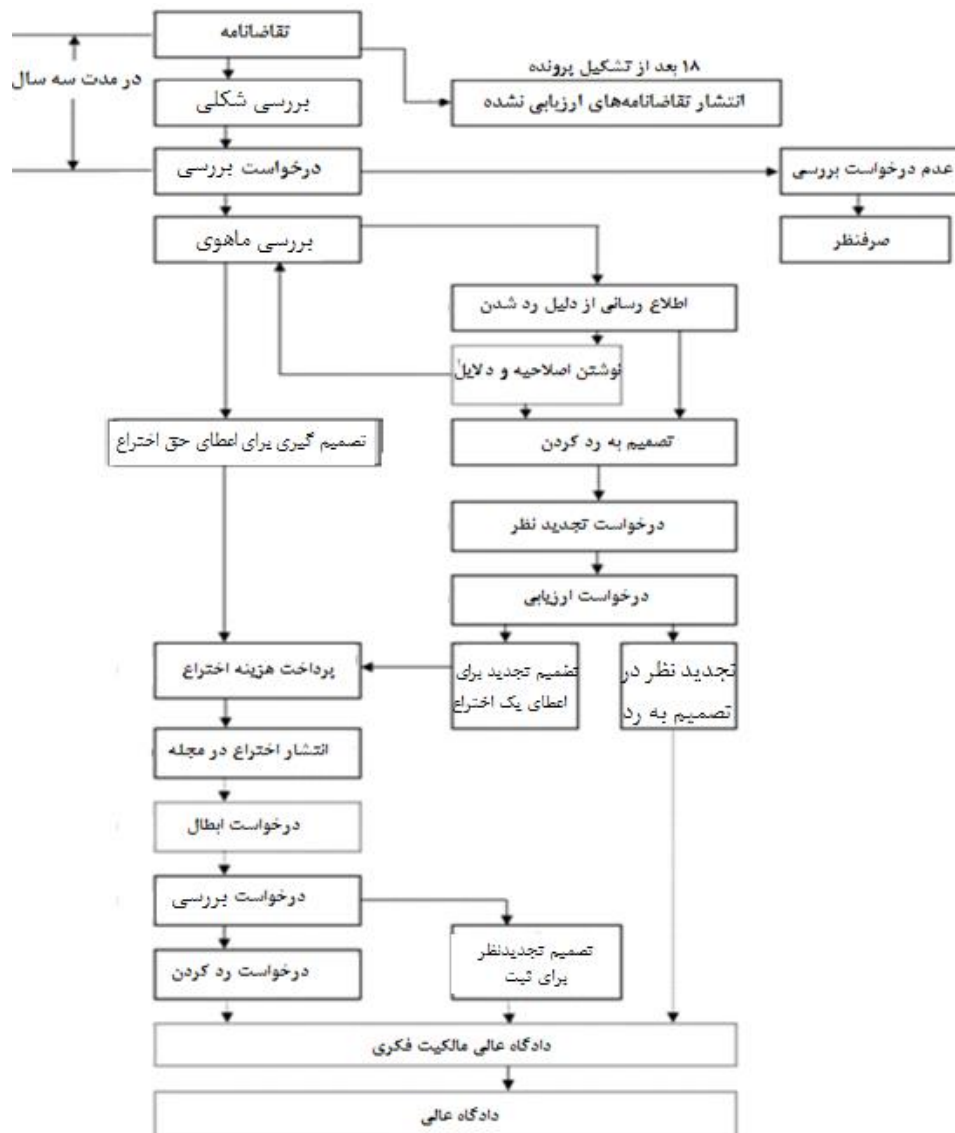 تقاضانامه
در مدت سه سال
۱۸ بعد از تشکیل پرونده
بررسی شکلی
انتشار تقاضانامه‌های ارزیابی نشده
درخواست بررسی
عدم درخواست بررسی
بررسی ماهوی
صرفنظر
اطلاع رسانی از دلیل رد شدن
نوشتن اصلاحیه و دلایل
تصمیم گیری برای اعطای حق اختراع
تصمیم به رد کردن
درخواست تجدید نظر
درخواست ارزیابی
پرداخت هزینه اختراع
تصمیم تجدید برای
اعطای یک اختراع
تجدید نظر در
تصمیم به رد
انتشار اختراع در مجله
درخواست ابطال
درخواست بررسی
تصمیم تجدیدنظر
برای ثبت
درخواست رد کردن
دادگاه عالی مالکیت فکری
دادگاه عالی